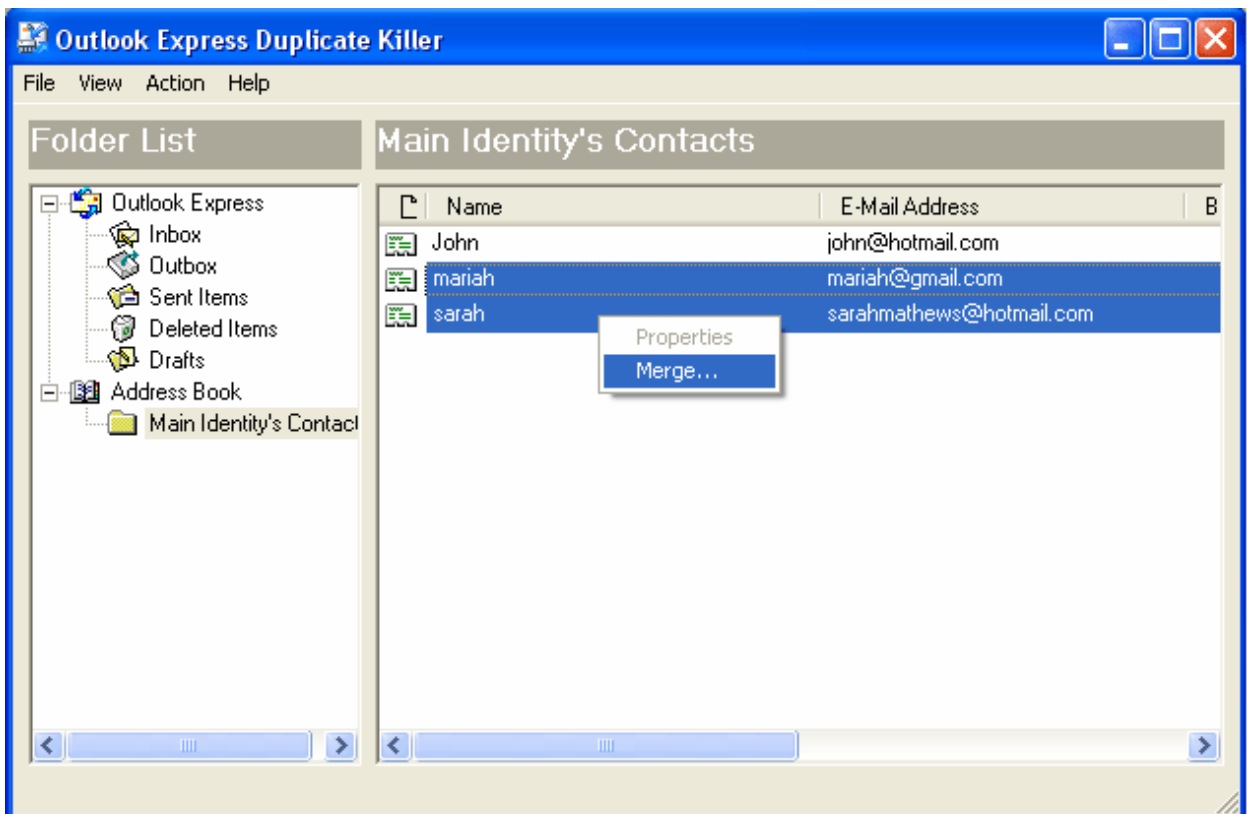 Outlook Express Duplicate Killer
File View Action Help
Folder List
Main Identity's Contacts
Outlook Express
Inbox
Outbox
Sent Items
Deleted Items
Drafts
Address Book
Main Identity's Contact
Name E-Mail Address B
John john@hotmail.com
mariah mariah@gmail.com
sarah sarahmathews@hotmail.com
Properties
Merge...